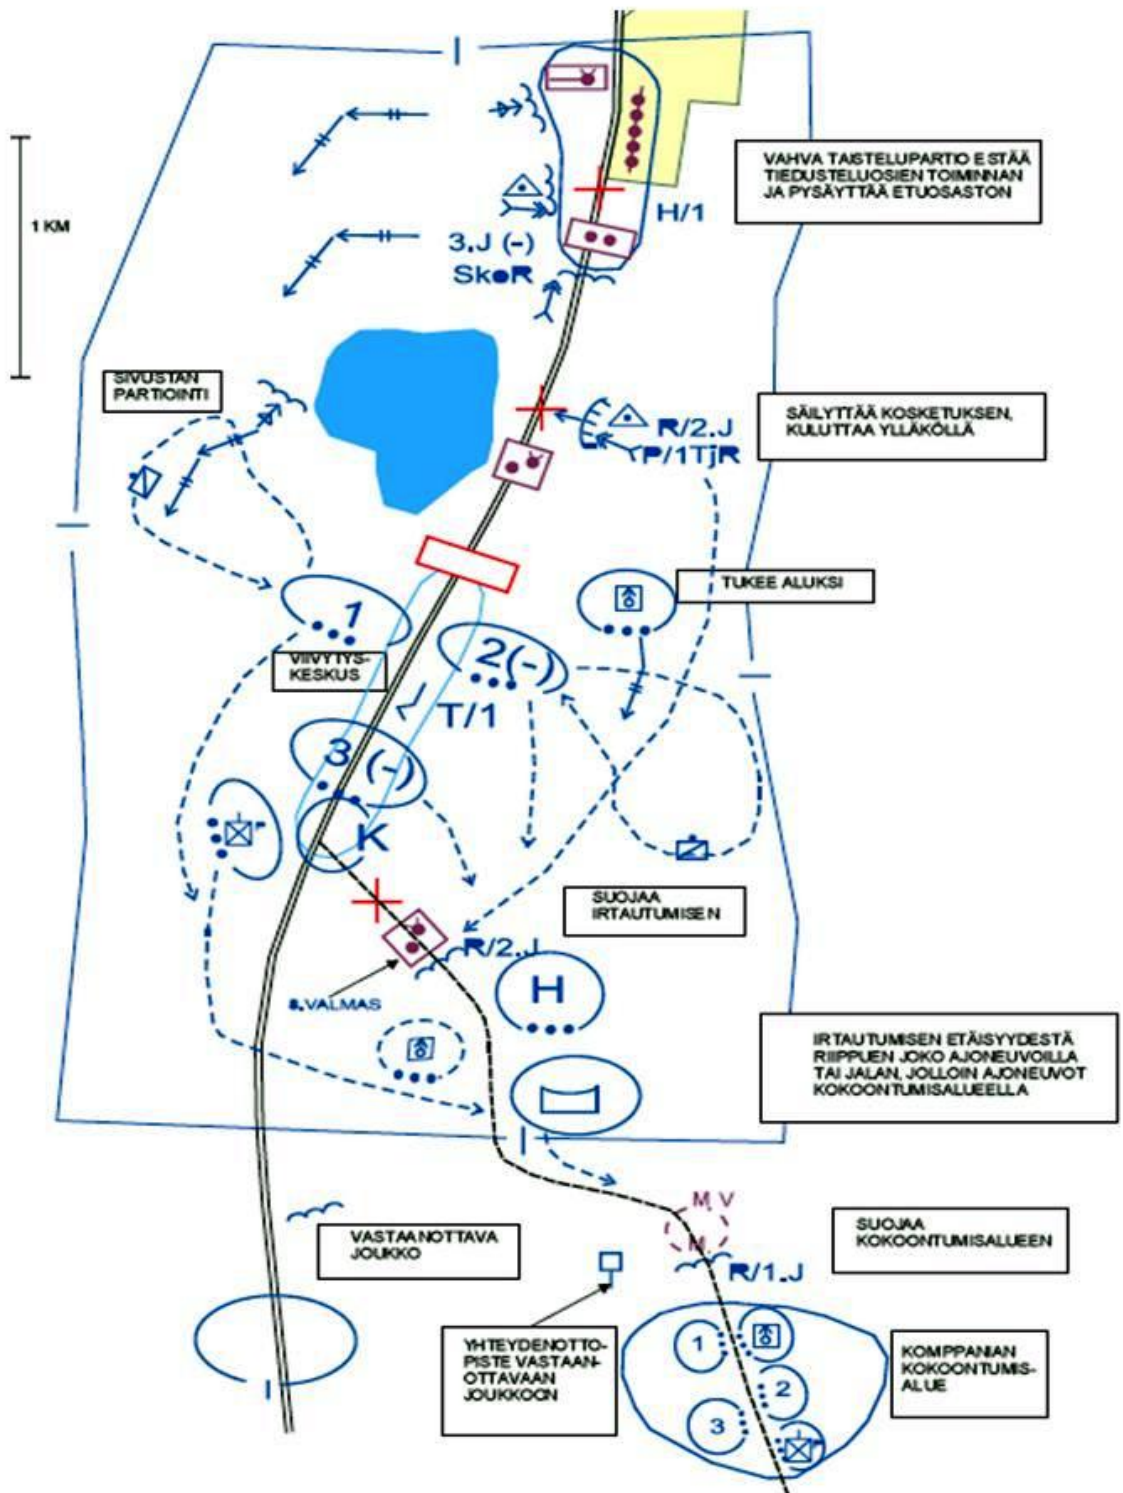 VAHVA TAISTELUPARTIO ESTÄÄ
TIEDUSTELUOSIEN TOIMINNAN
JA PYSÄYTTÄÄ ETUOSASTON
H/1
1 KM
3.J (-)
SkoR
SIVUSTAN
PARTIOINTI
SÄILYTTÄÄ KOSKETUKSEN,
KULUTTAA YLLÄKÖLLÄ
R/2.J
P/1TjR
TUKEE ALUKSI
1
VIIVYTYS-
KESKUS
2(-)
T/1
3 (-)
K
SUOJAA
IRTAUTUMISEN
R/2.J
H
S.VALMAS
IRTAUTUMISEN ETÄISYYDESTÄ
RIIPPUEN JOKO AJONEUVOILLA
TAI JALAN, JOLLOIN AJONEUVOT
KOKOONTUMISALUEELLA
M V
M
VASTAANOTTAVA
JOUKKO
SUOJAA
KOKOONTUMISALUEEN
R/1.J
YHTEYDENOTTO-
PISTE VASTAAN-
OTTAVAAN
JOUKKOON
1
2
3
KOMPPANIAN
KOKOONTUMIS-
ALUE